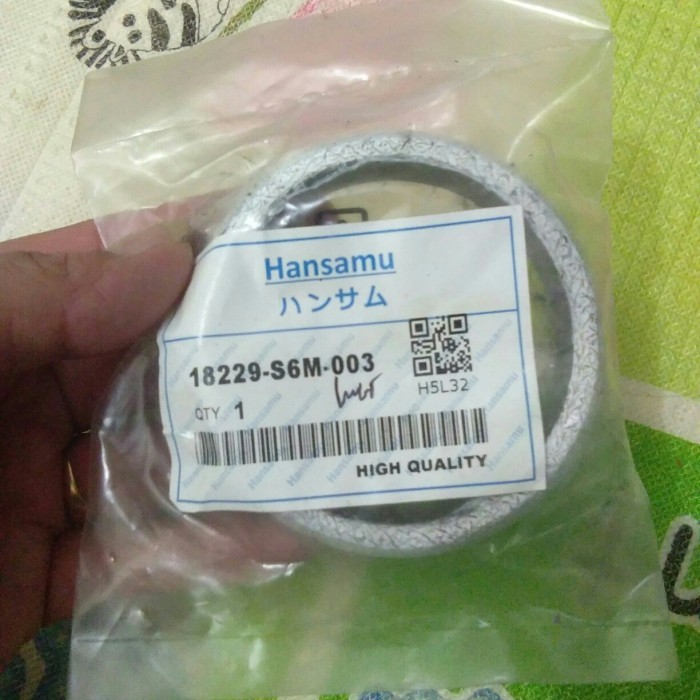 Hansamu
ハンサム
18229-S6M-003
H5L32
QTY 1
HIGH QUALITY